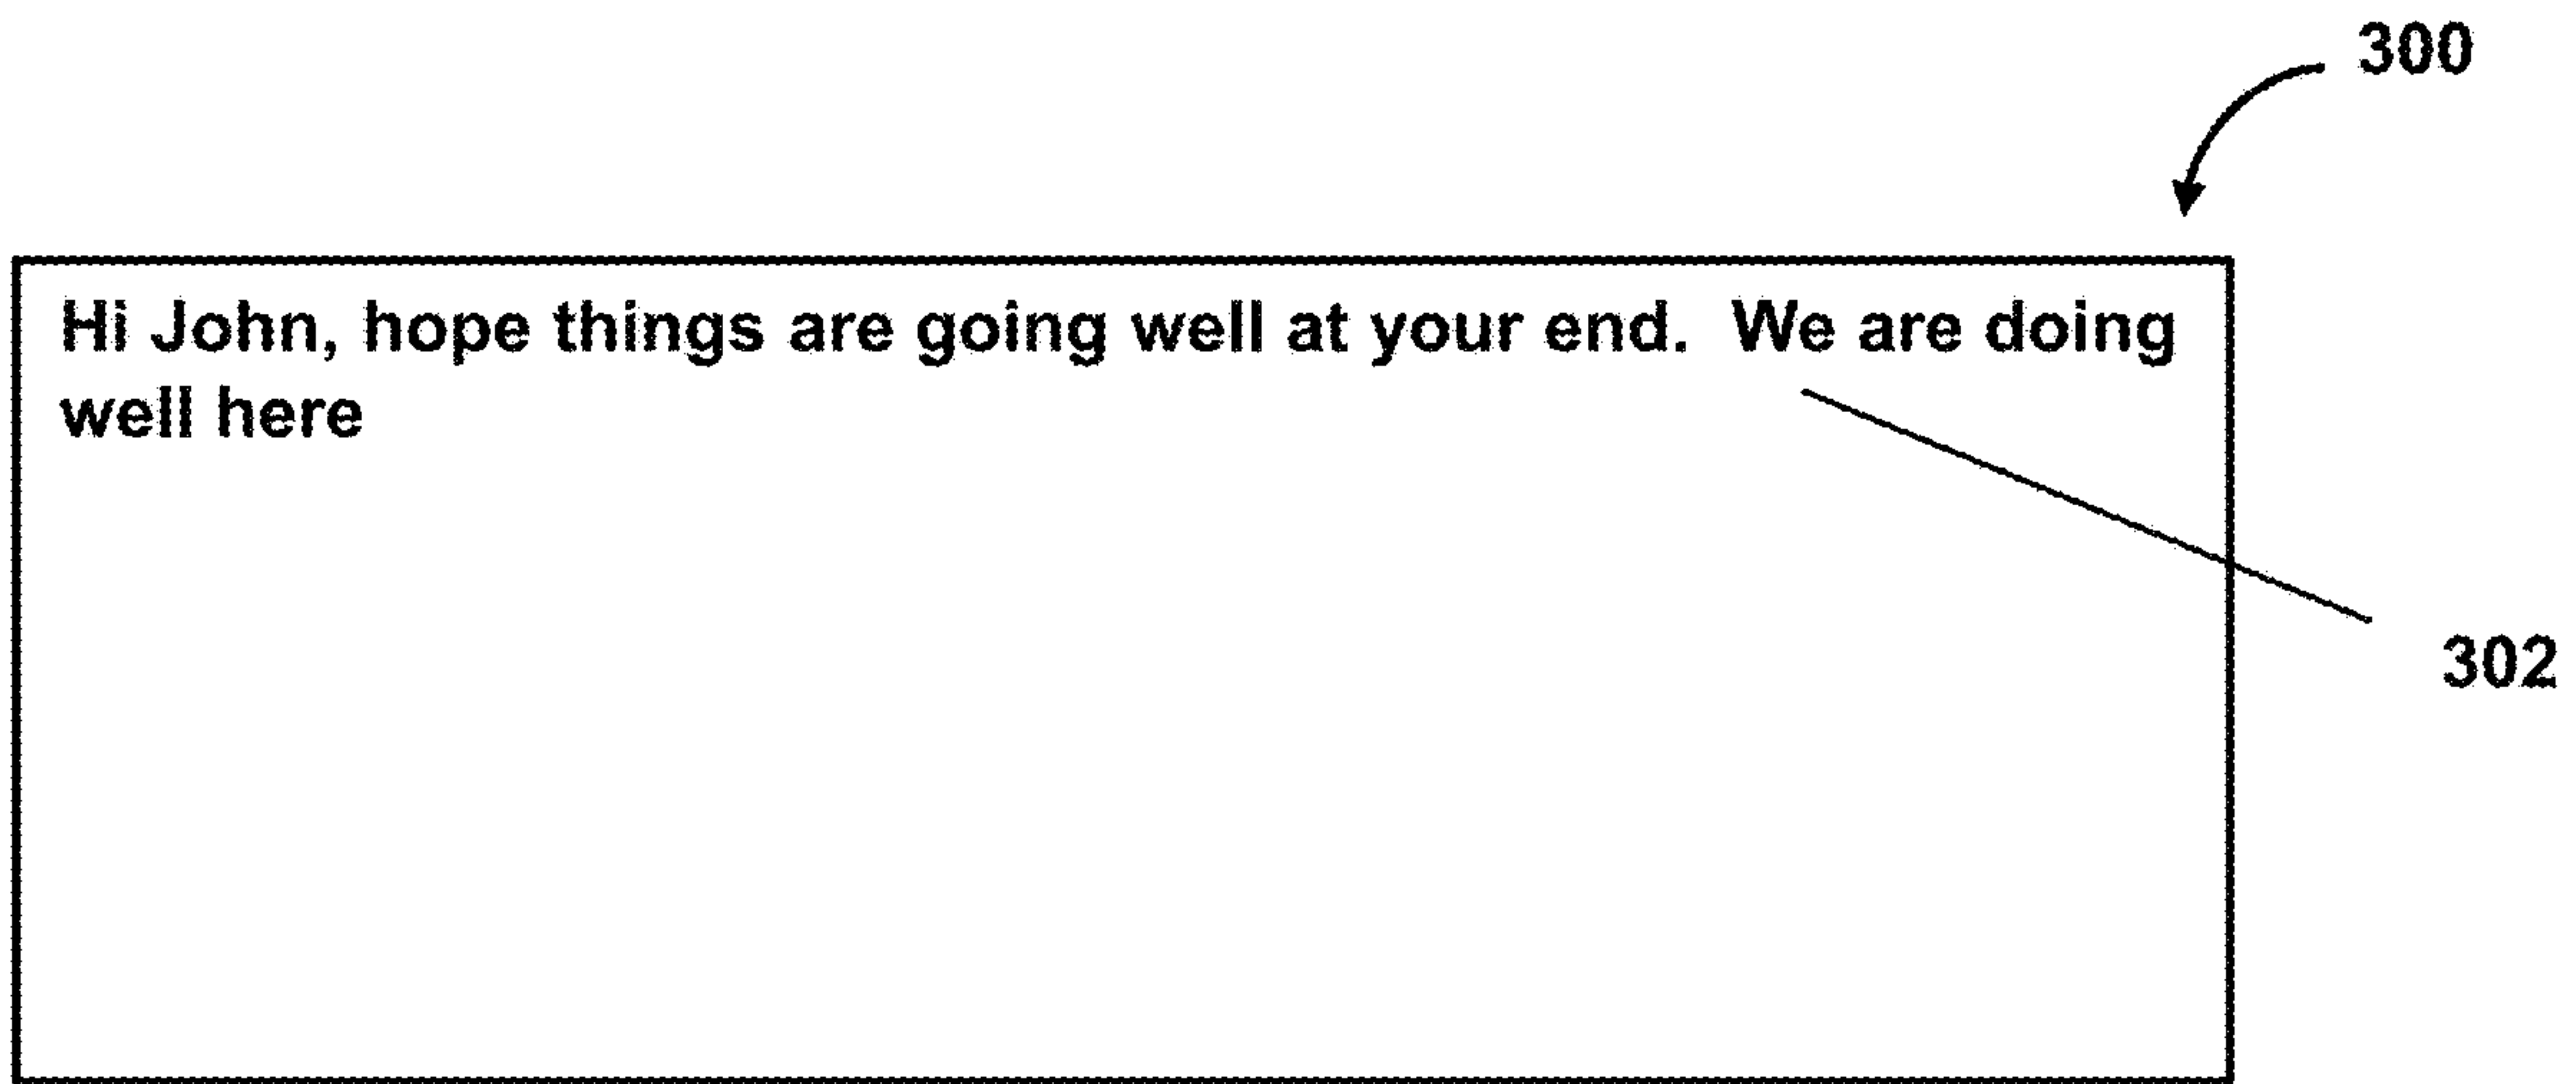 300
Hi John, hope things are going well at your end.  We are doing
well here
302